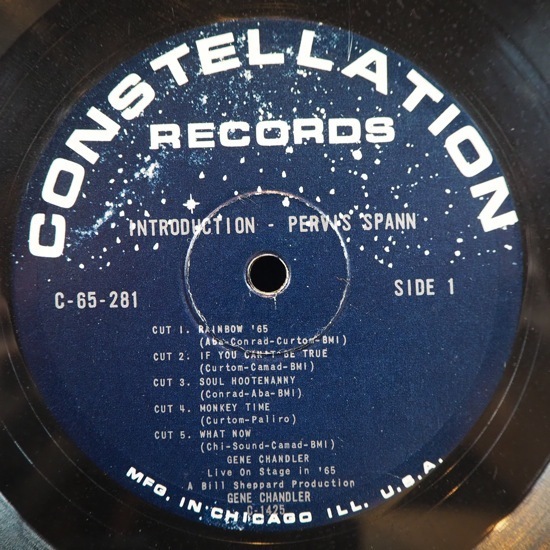 CONSTELLATION
RECORDS
INTRODUCTION - PERVIS SPANN
C-65-281
SIDE 1
CUT 1. RAINBOW '65
(Aba-Conrad-Curtom-BMI)
CUT 2. IF YOU CAN'T BE TRUE
(Curtom-Camad-BMI)
CUT 3. SOUL HOOTENANNY
(Conrad-Aba-BMI)
CUT 4. MONKEY TIME
(Curtom-Paliro)
CUT 5. WHAT NOW
(Chi-Sound-Camad-BMI)
GENE CHANDLER
Live On Stage in '65
A Bill Sheppard Production
GENE CHANDLER
C-1425
MFG. IN CHICAGO ILL. U.S.A.